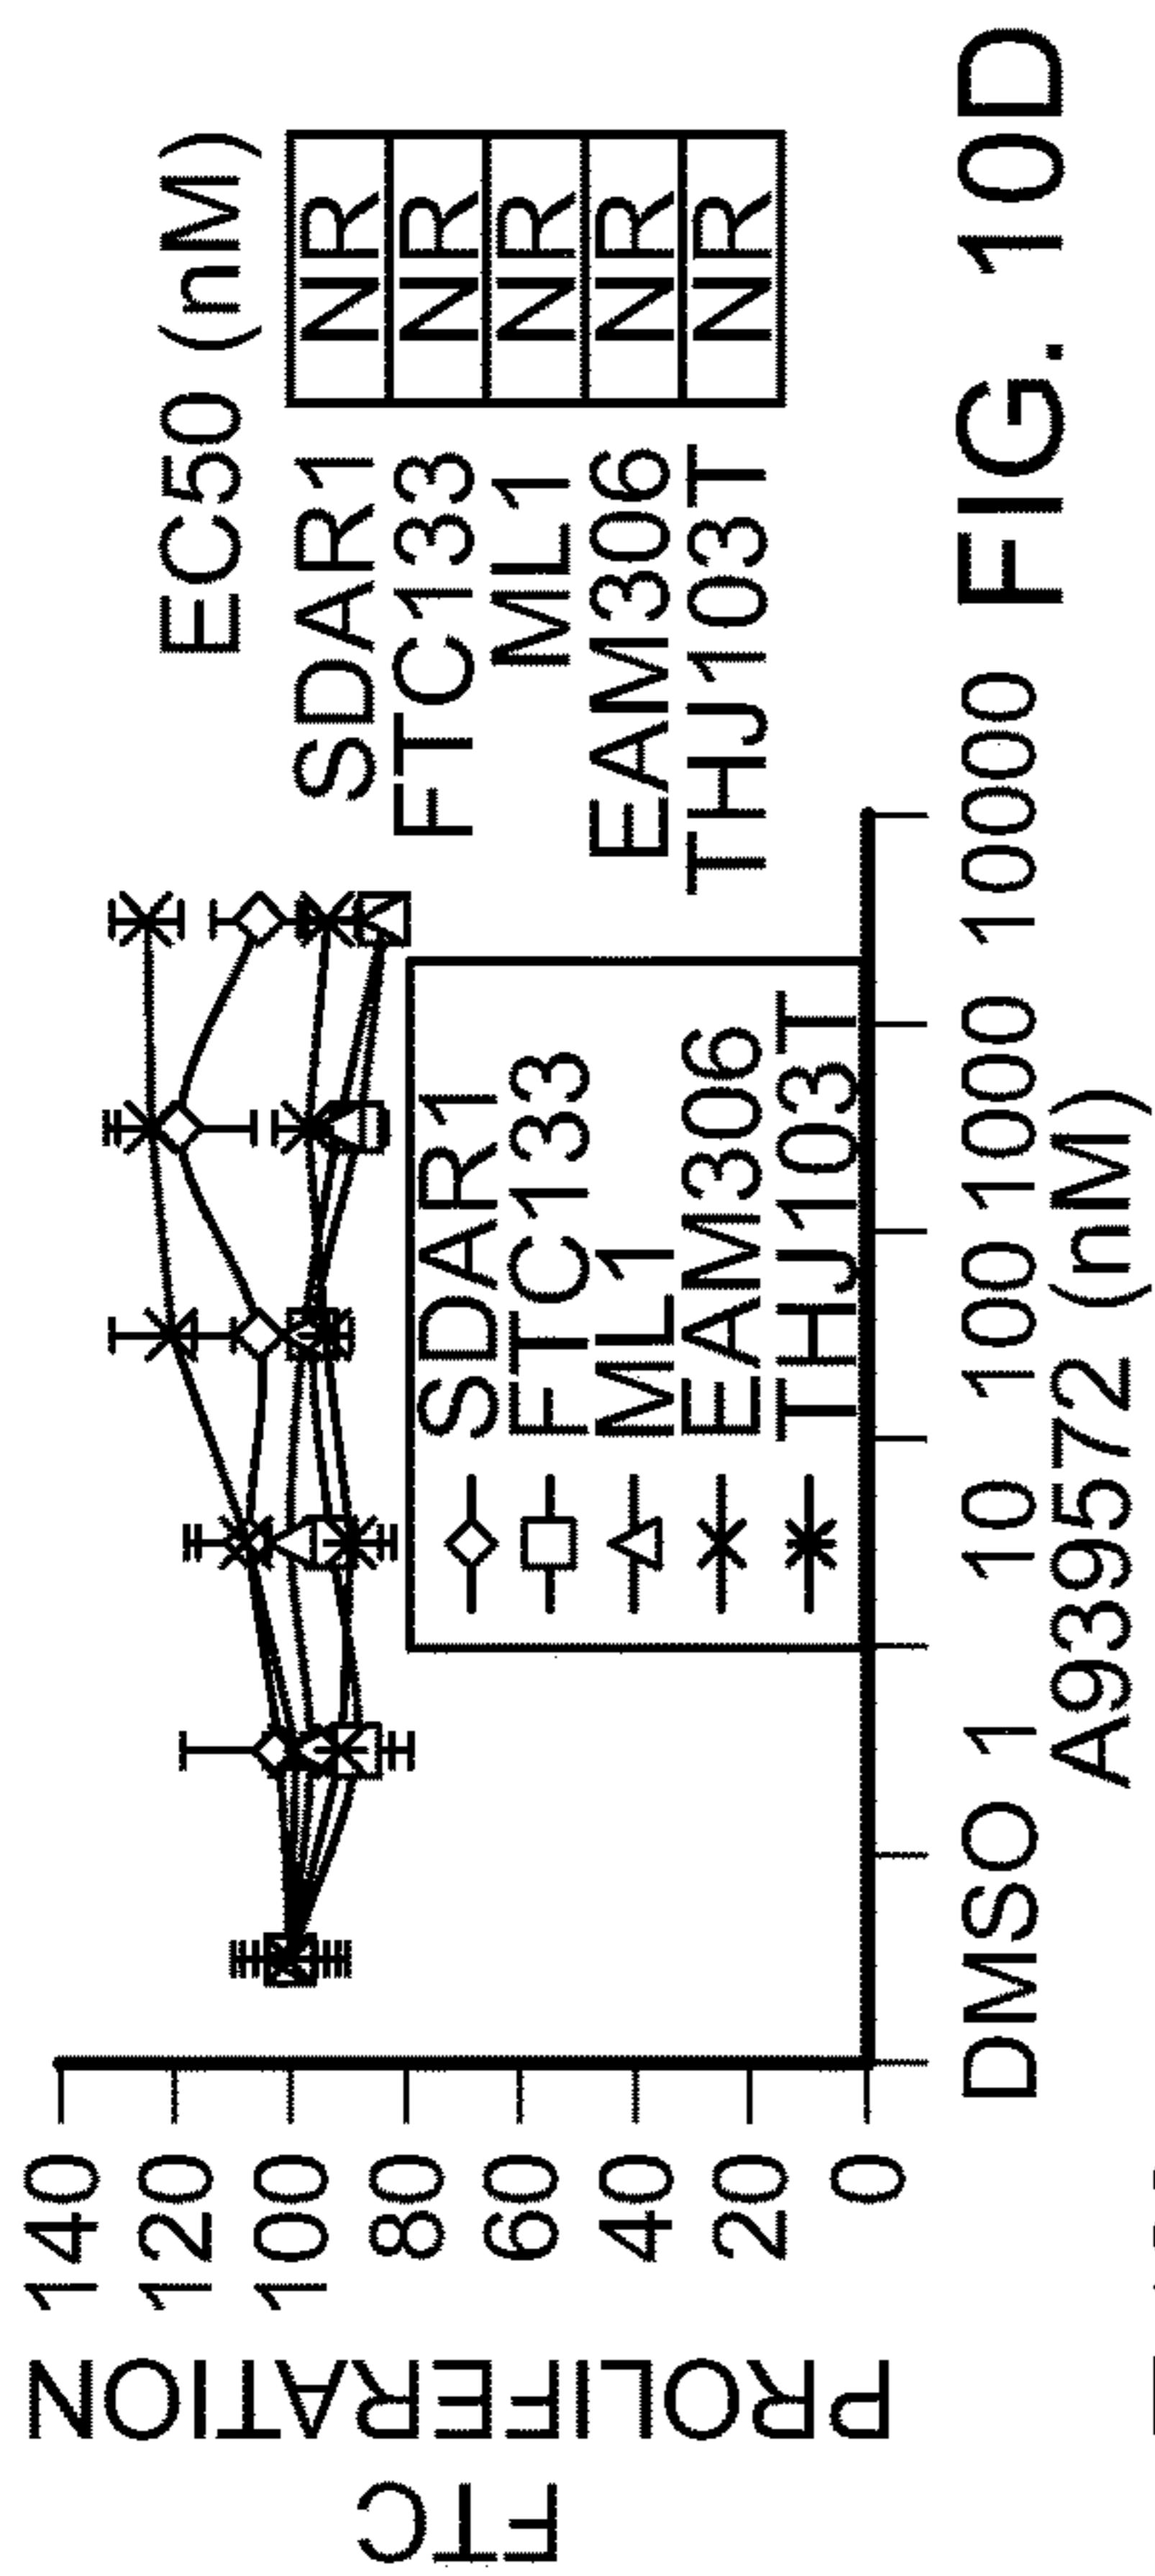 FTC
PROLIFERATION
140
120
100
80
60
40
20
0
SDAR1
FTC133
ML1
EAM306
THJ103T
DMSO 1 10 100 1000 10000
A939572 (nM)
EC50 (nM)
SDAR1 NR
FTC133 NR
ML1 NR
EAM306 NR
THJ103T NR
FIG. 10D